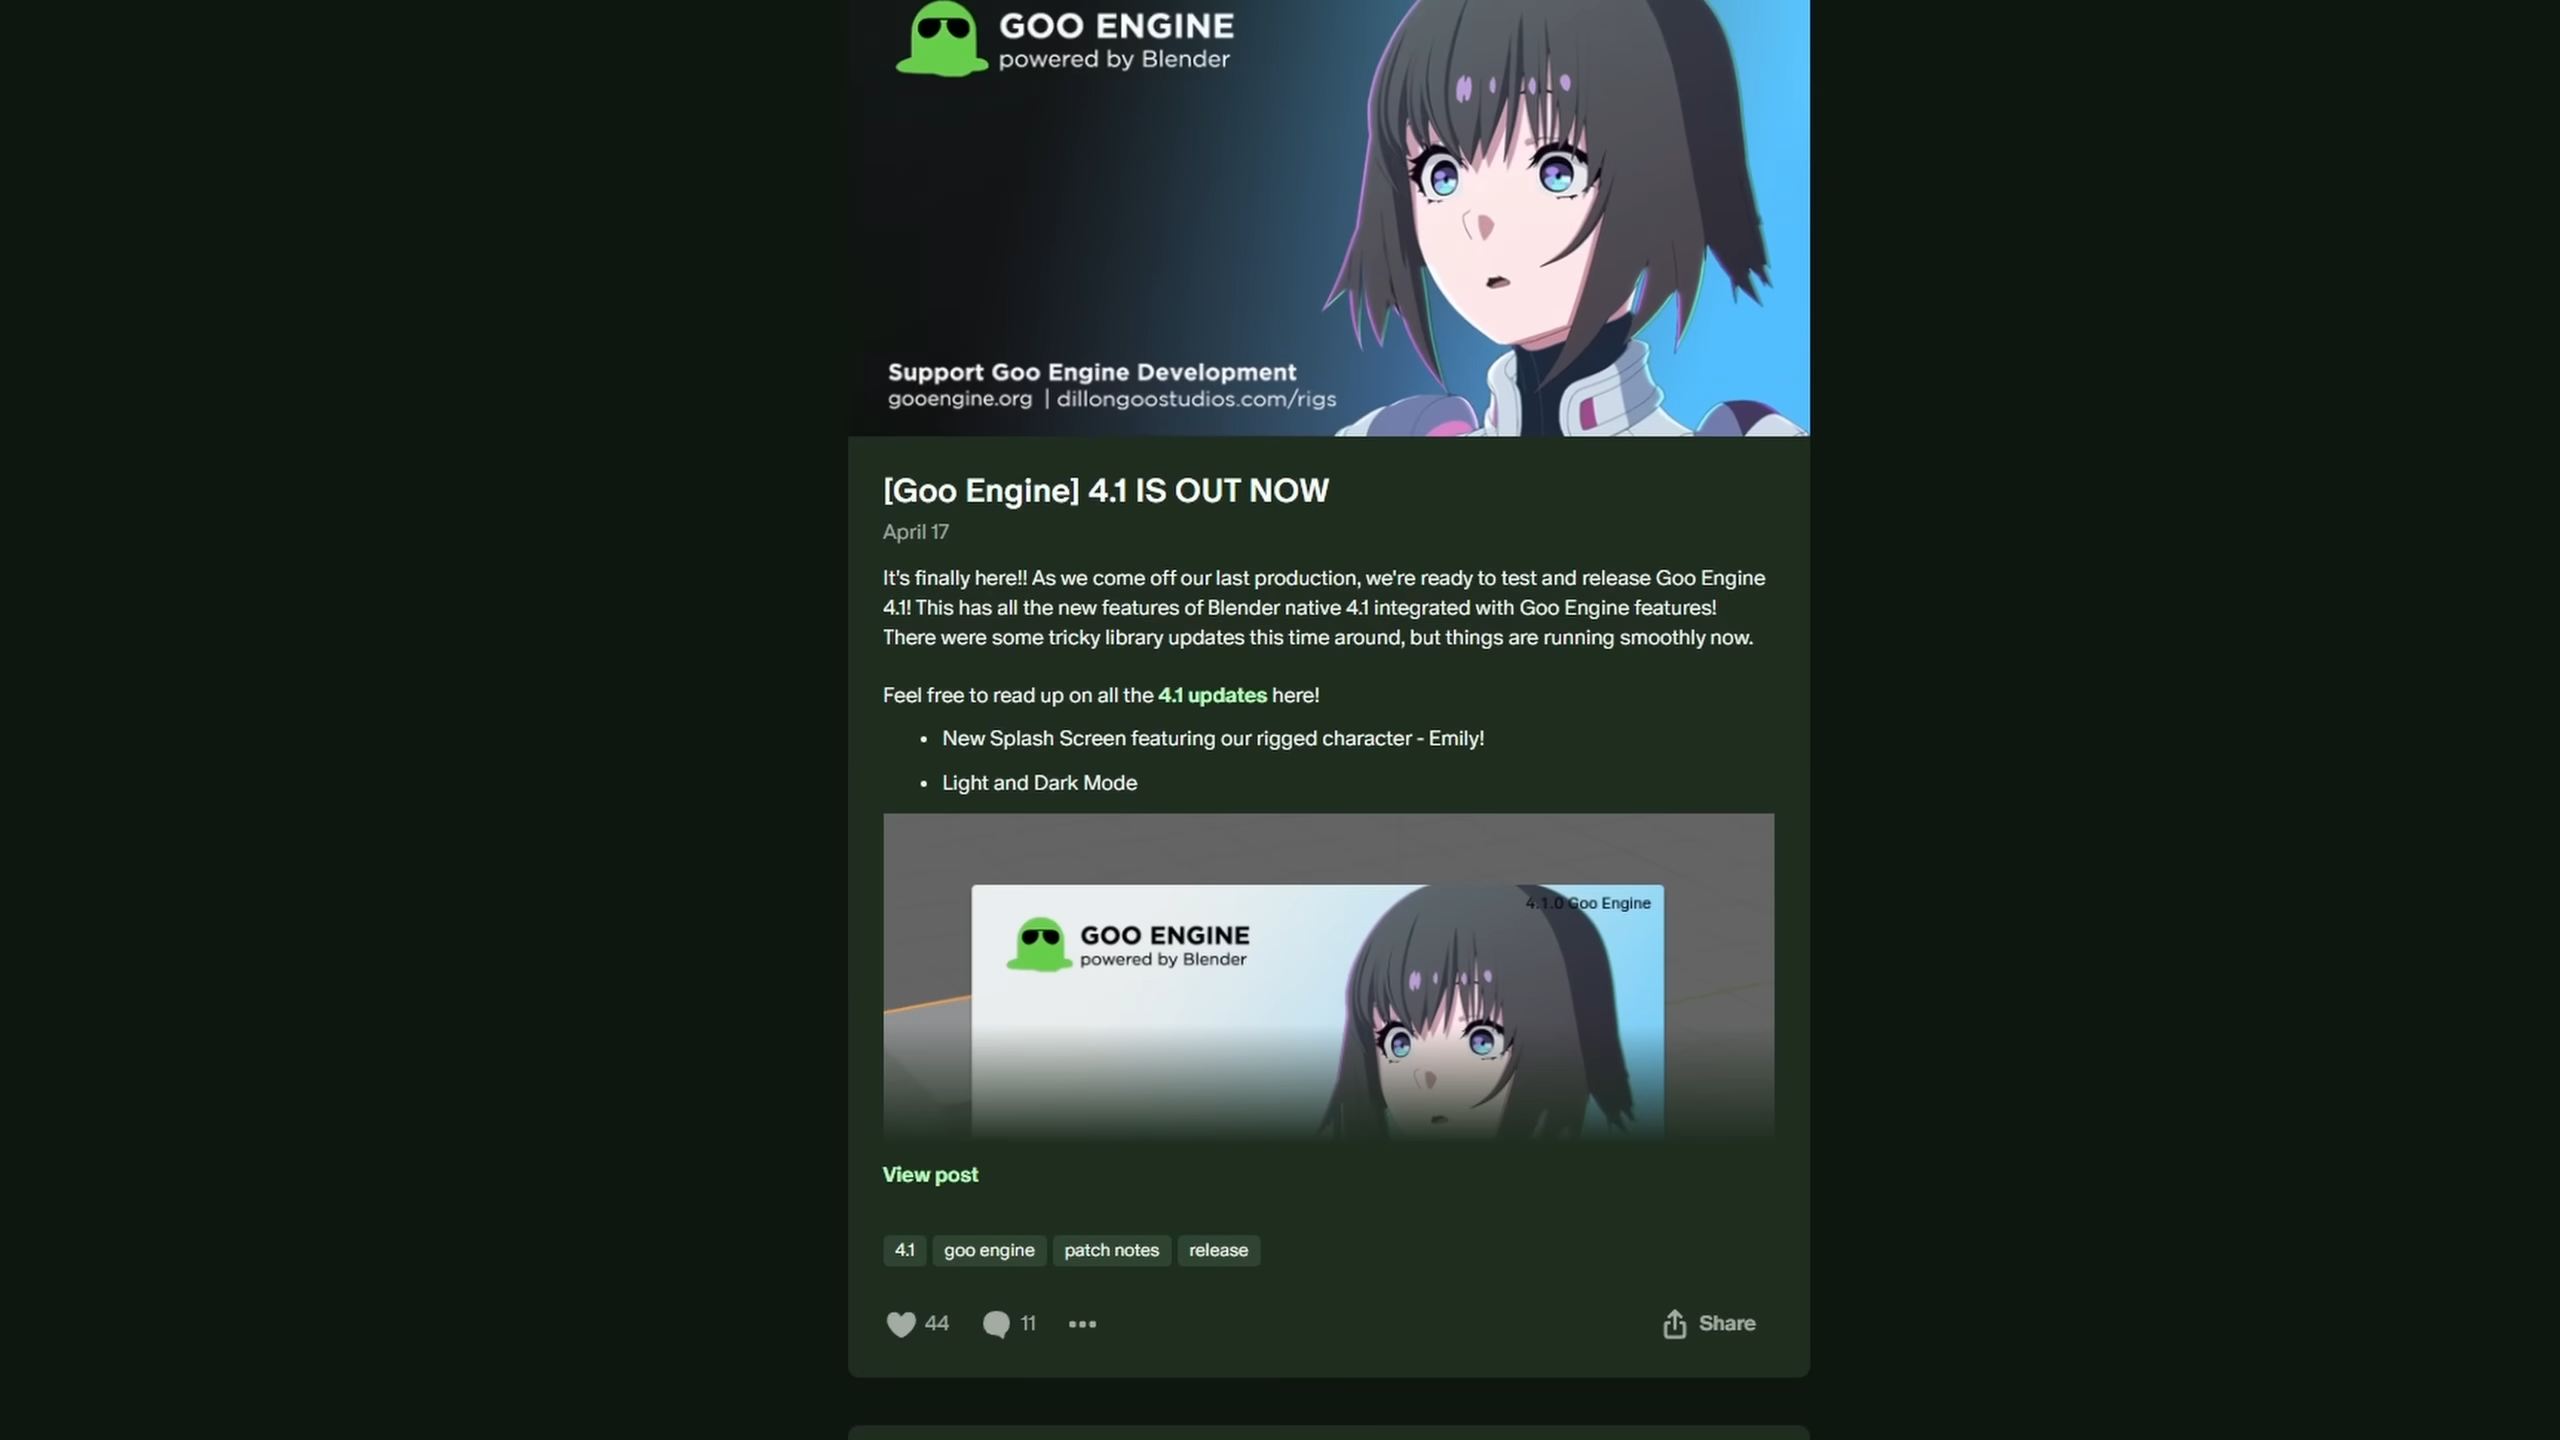 GOO ENGINE
powered by Blender
Support Goo Engine Development
gooengine.org | dillongoostudios.com/rigs
[Goo Engine] 4.1 IS OUT NOW
April 17
It's finally here!! As we come off our last production, we're ready to test and release Goo Engine
4.1! This has all the new features of Blender native 4.1 integrated with Goo Engine features!
There were some tricky library updates this time around, but things are running smoothly now.
Feel free to read up on all the 4.1 updates here!
• New Splash Screen featuring our rigged character - Emily!
• Light and Dark Mode
4.1.0 Goo Engine
GOO ENGINE
powered by Blender
View post
4.1 goo engine patch notes release
44 11 ••• Share